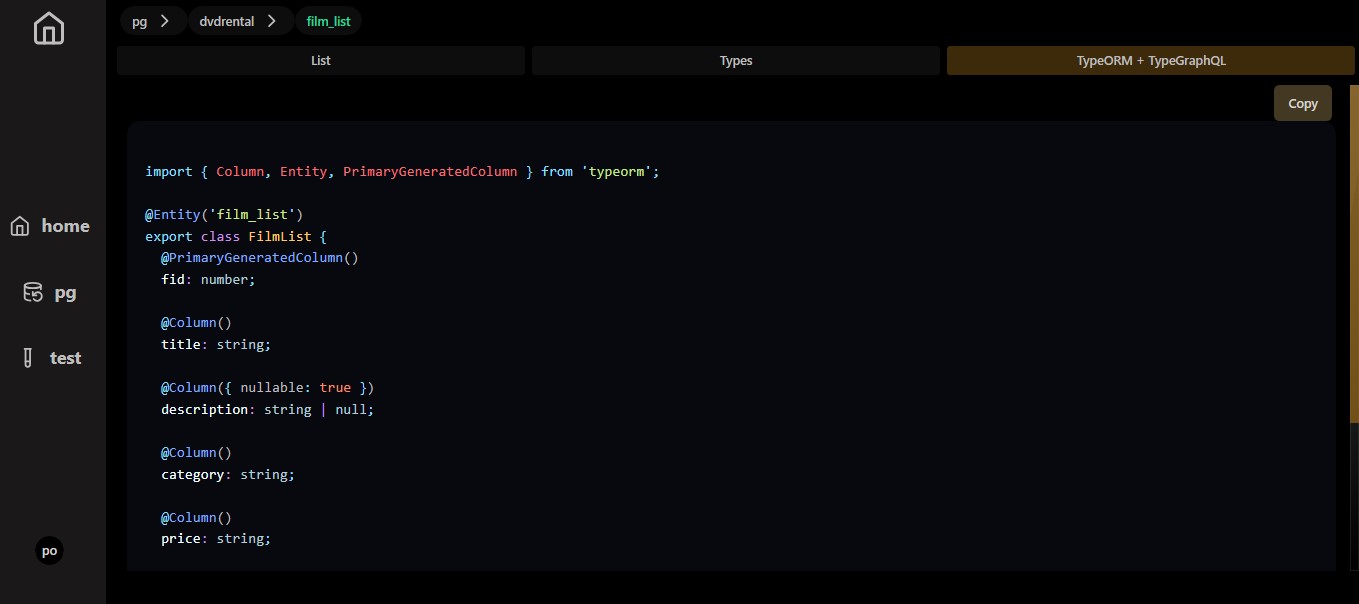 pg
dvdrental
film_list
List
Types
TypeORM + TypeGraphQL
Copy
import { Column, Entity, PrimaryGeneratedColumn } from 'typeorm';
@Entity('film_list')
export class FilmList {
@PrimaryGeneratedColumn()
fid: number;
@Column()
title: string;
@Column({ nullable: true })
description: string | null;
@Column()
category: string;
@Column()
price: string;
home
pg
test
po